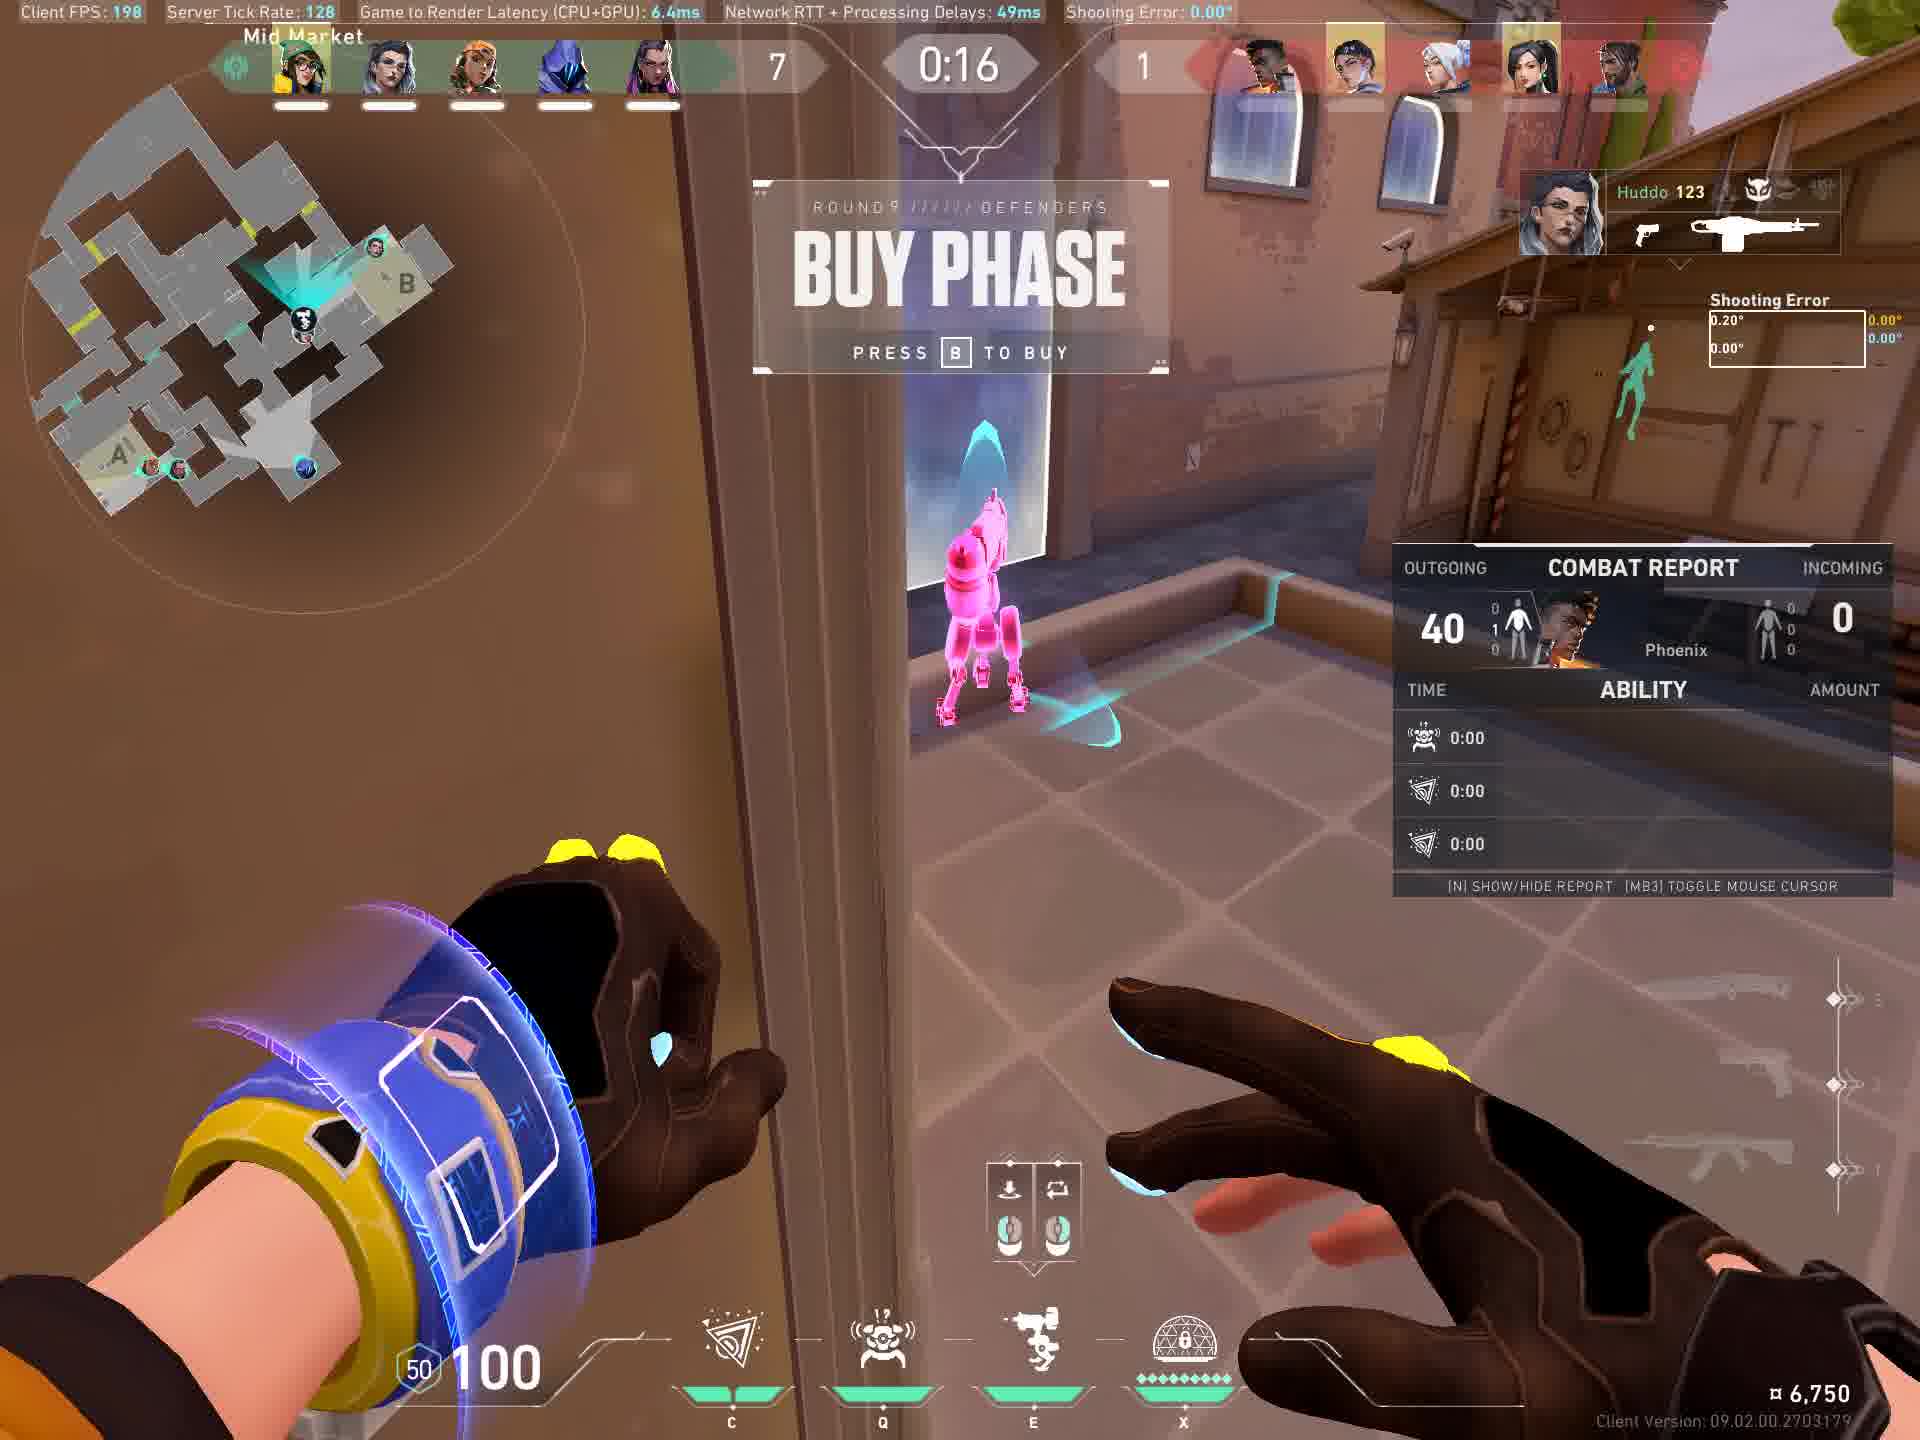 Client FPS: 198 Server Tick Rate: 128 Game to Render Latency (CPU+GPU): 6.4ms Network RTT + Processing Delays: 49ms Shooting Error: 0.00°
Mid Market
7
0:16
1
ROUND 9 ////// DEFENDERS
BUY PHASE
PRESS B TO BUY
Huddo 123
Shooting Error
0.20°
0.00°
0.00°
0.00°
B
A
OUTGOING COMBAT REPORT INCOMING
40
0
1
0
Phoenix
0
0
0
0
TIME ABILITY AMOUNT
0:00
0:00
0:00
[N] SHOW/HIDE REPORT [MB3] TOGGLE MOUSE CURSOR
3
2
1
50 100
C Q E X
¤ 6,750
Client Version: 09.02.00.2703179